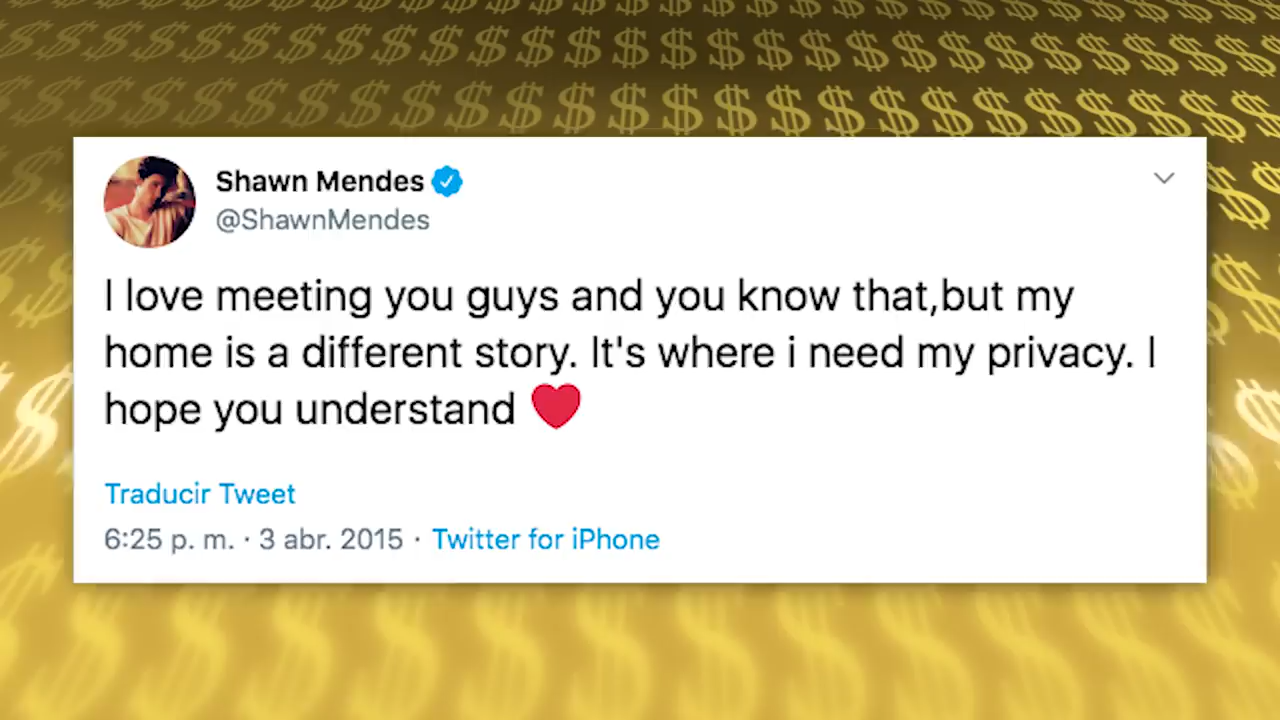 Shawn Mendes
@ShawnMendes
I love meeting you guys and you know that,but my
home is a different story. It's where i need my privacy. I
hope you understand ❤️
Traducir Tweet
6:25 p. m. · 3 abr. 2015 · Twitter for iPhone